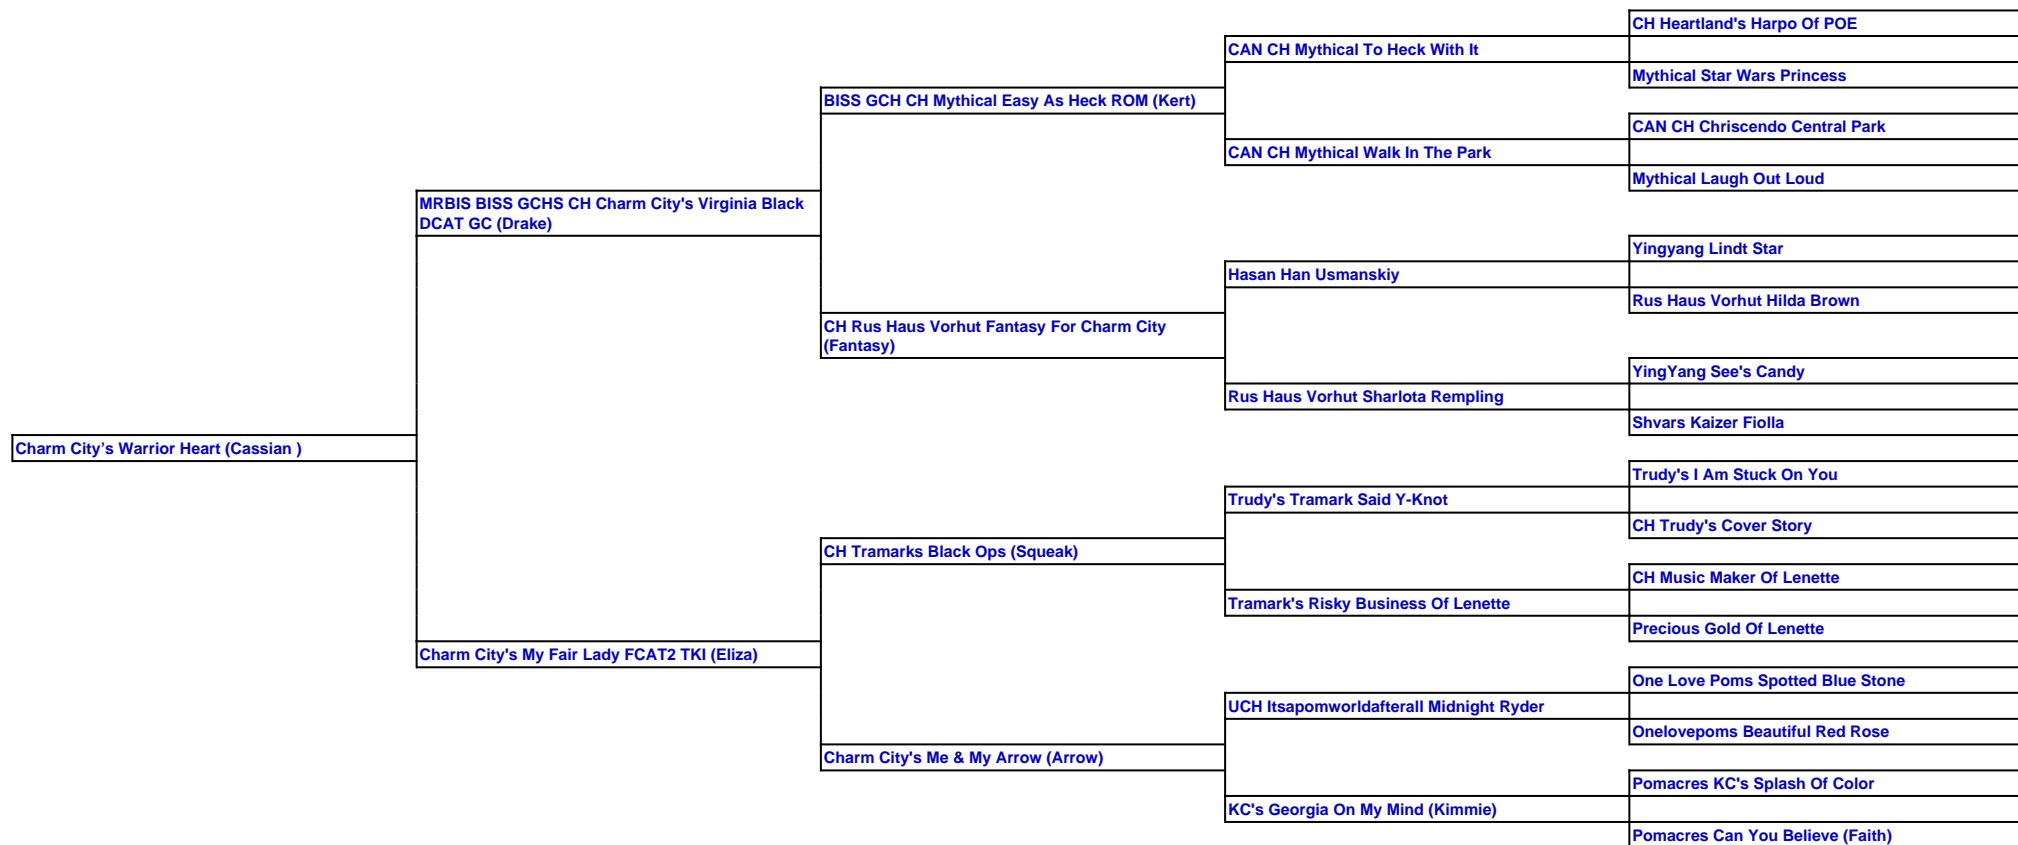 CH Heartland's Harpo Of POE
CAN CH Mythical To Heck With It
Mythical Star Wars Princess
BISS GCH CH Mythical Easy As Heck ROM (Kert)
CAN CH Chriscendo Central Park
CAN CH Mythical Walk In The Park
Mythical Laugh Out Loud
MRBIS BISS GCHS CH Charm City's Virginia Black
DCAT GC (Drake)
Yingyang Lindt Star
Hasan Han Usmanskiy
Rus Haus Vorhut Hilda Brown
CH Rus Haus Vorhut Fantasy For Charm City
(Fantasy)
YingYang See's Candy
Rus Haus Vorhut Sharlota Rempling
Shvars Kaizer Fiolla
Charm City’s Warrior Heart (Cassian )
Trudy's I Am Stuck On You
Trudy's Tramark Said Y-Knot
CH Trudy's Cover Story
CH Tramarks Black Ops (Squeak)
CH Music Maker Of Lenette
Tramark's Risky Business Of Lenette
Precious Gold Of Lenette
Charm City's My Fair Lady FCAT2 TKI (Eliza)
One Love Poms Spotted Blue Stone
UCH Itsapomworldafterall Midnight Ryder
Onelovepoms Beautiful Red Rose
Charm City's Me & My Arrow (Arrow)
Pomacres KC's Splash Of Color
KC's Georgia On My Mind (Kimmie)
Pomacres Can You Believe (Faith)